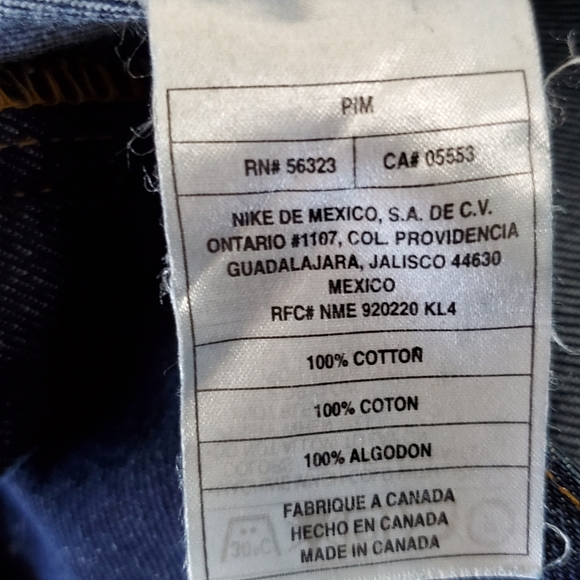 PIM
RN# 56323 CA# 05553
NIKE DE MEXICO, S.A. DE C.V.
ONTARIO #1107, COL. PROVIDENCIA
GUADALAJARA, JALISCO 44630
MEXICO
RFC# NME 920220 KL4
100% COTTON
100% COTON
100% ALGODON
FABRIQUE A CANADA
HECHO EN CANADA
MADE IN CANADA